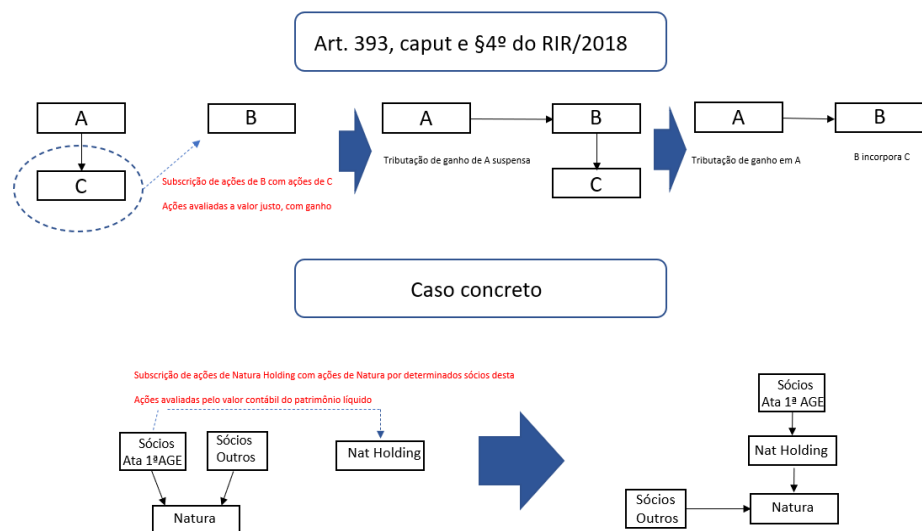 Art. 393, caput e §4º do RIR/2018
A
B
C
Subscrição de ações de B com ações de C
Ações avaliadas a valor justo, com ganho
A
B
Tributação de ganho de A suspensa
C
A
B
Tributação de ganho em A
B incorpora C
Caso concreto
Subscrição de ações de Natura Holding com ações de Natura por determinados sócios desta
Ações avaliadas pelo valor contábil do patrimônio líquido
Sócios
Ata 1ªAGE
Sócios
Outros
Nat Holding
Natura
Sócios
Ata 1ª AGE
Nat Holding
Sócios
Outros
Natura